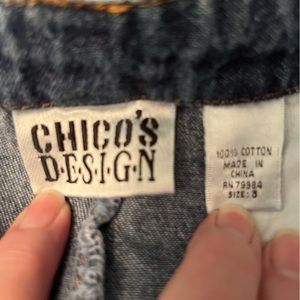 CHICO'S
D·E·S·I·G·N
100% COTTON
MADE IN
CHINA
RN 79984
SIZE: 3